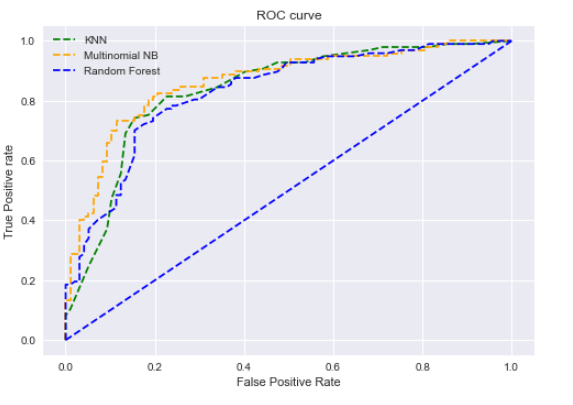 ROC curve
1.0
0.8
0.6
0.4
0.2
0.0
True Positive rate
KNN
Multinomial NB
Random Forest
0.0 0.2 0.4 0.6 0.8 1.0
False Positive Rate